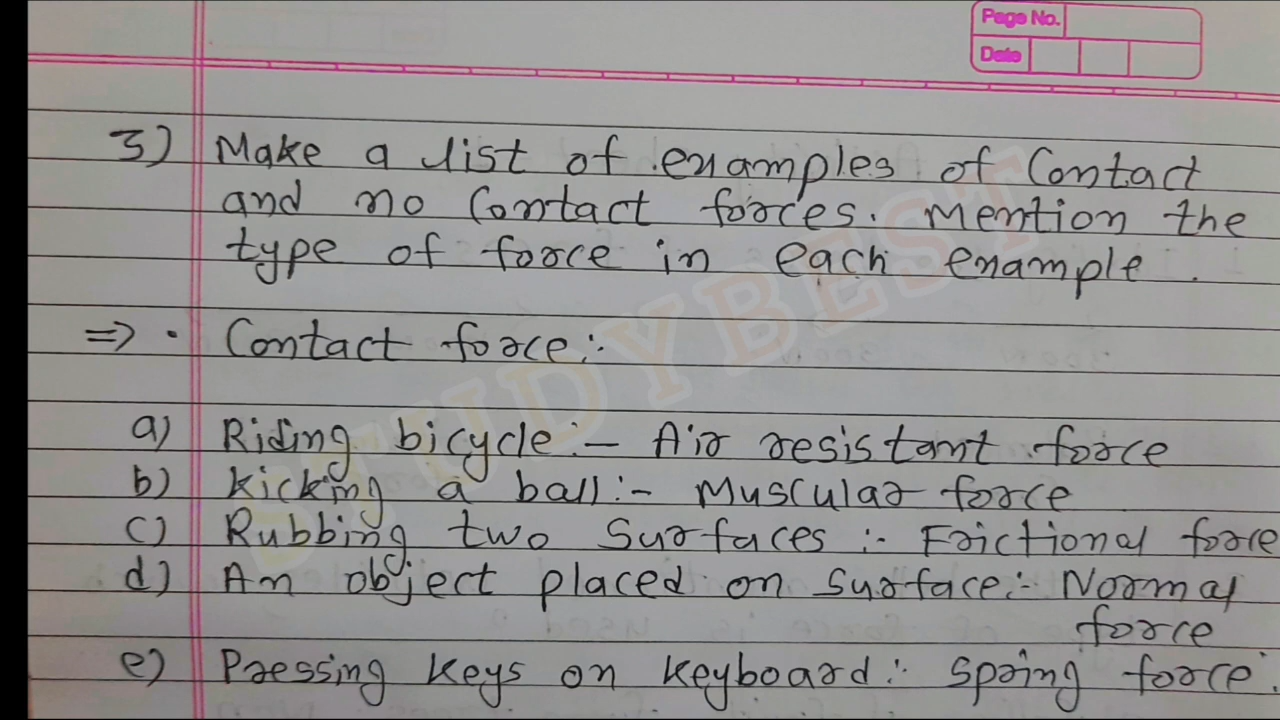 Page No.
Date
3) Make a list of examples of Contact
and no Contact forces. Mention the
type of force in each example.
⇒ • Contact force:-
a) Riding bicycle:- Air resistant force
b) Kicking a ball:- Muscular force
c) Rubbing two Surfaces :- Frictional force
d) An object placed on Surface:- Normal
force
e) Pressing keys on keyboard:- Spring force.
STUDYBEST